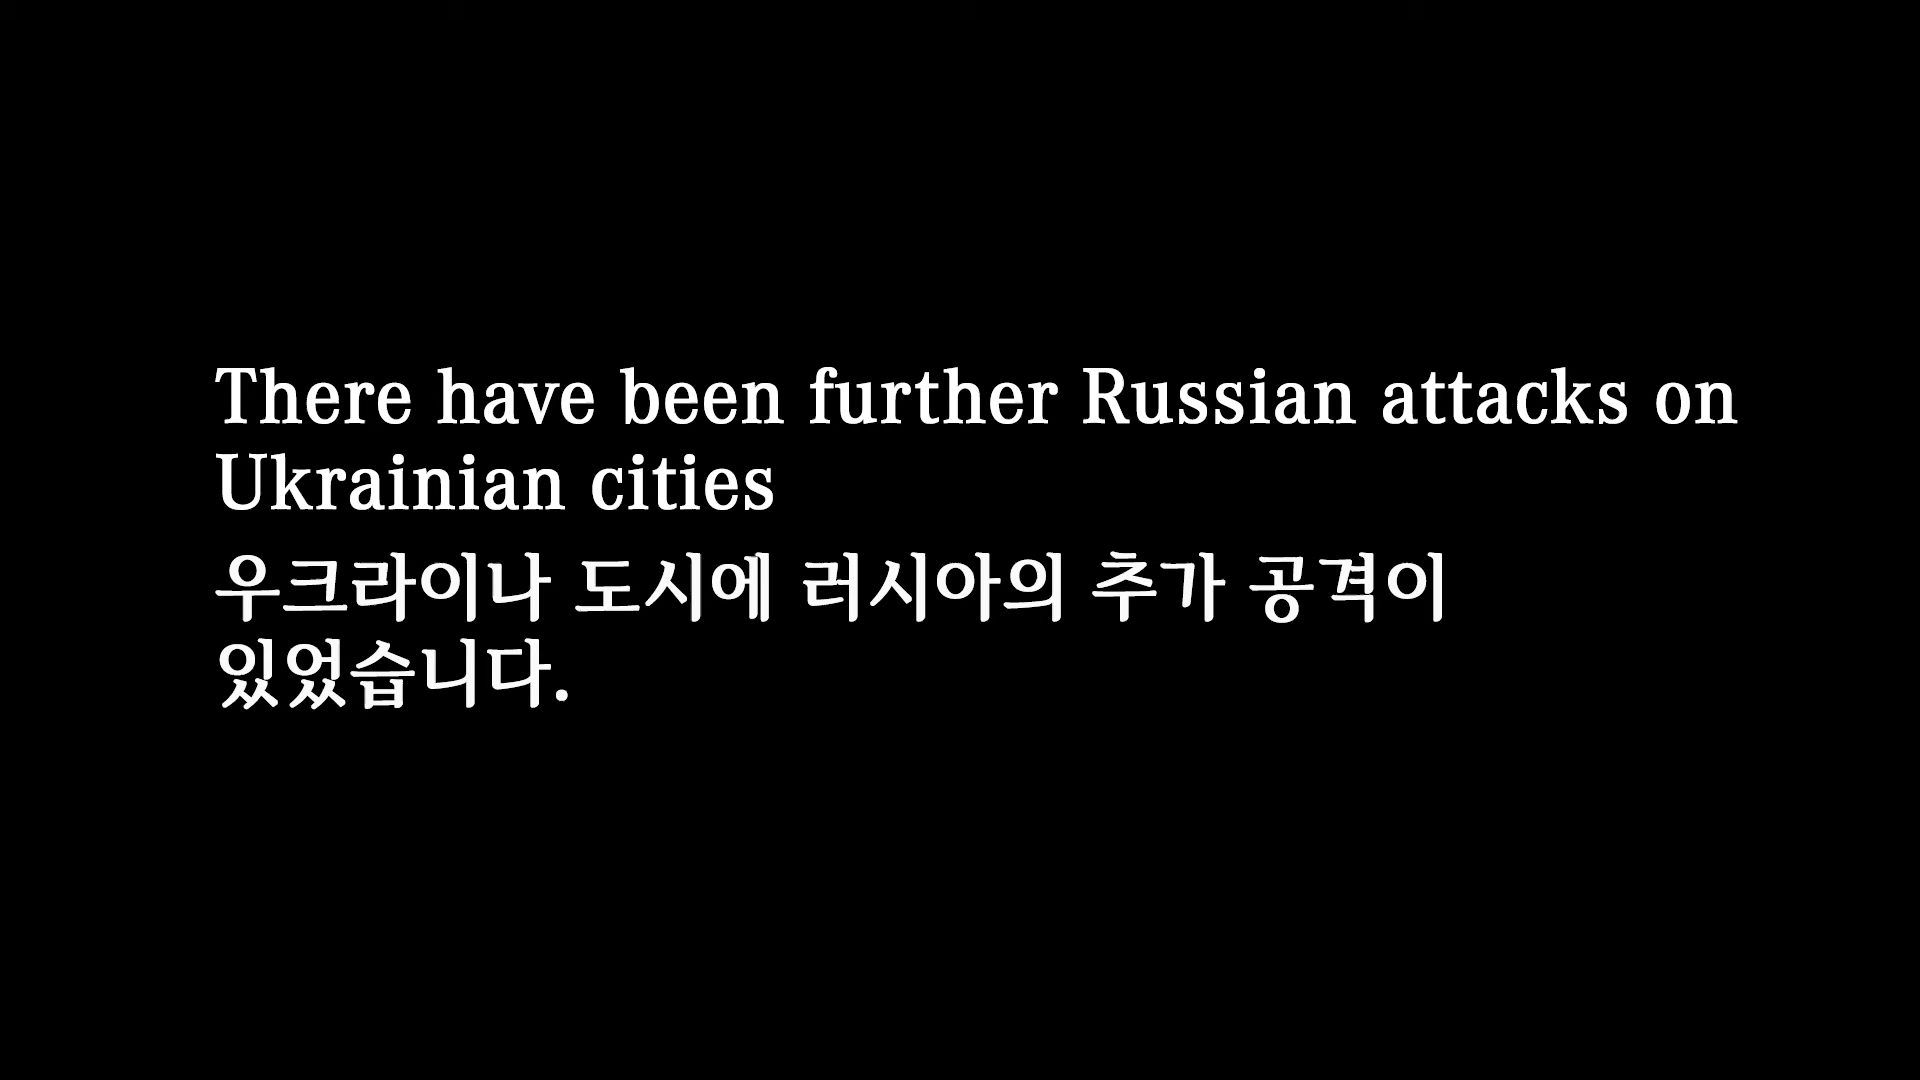 There have been further Russian attacks on
Ukrainian cities
우크라이나 도시에 러시아의 추가 공격이
있었습니다.